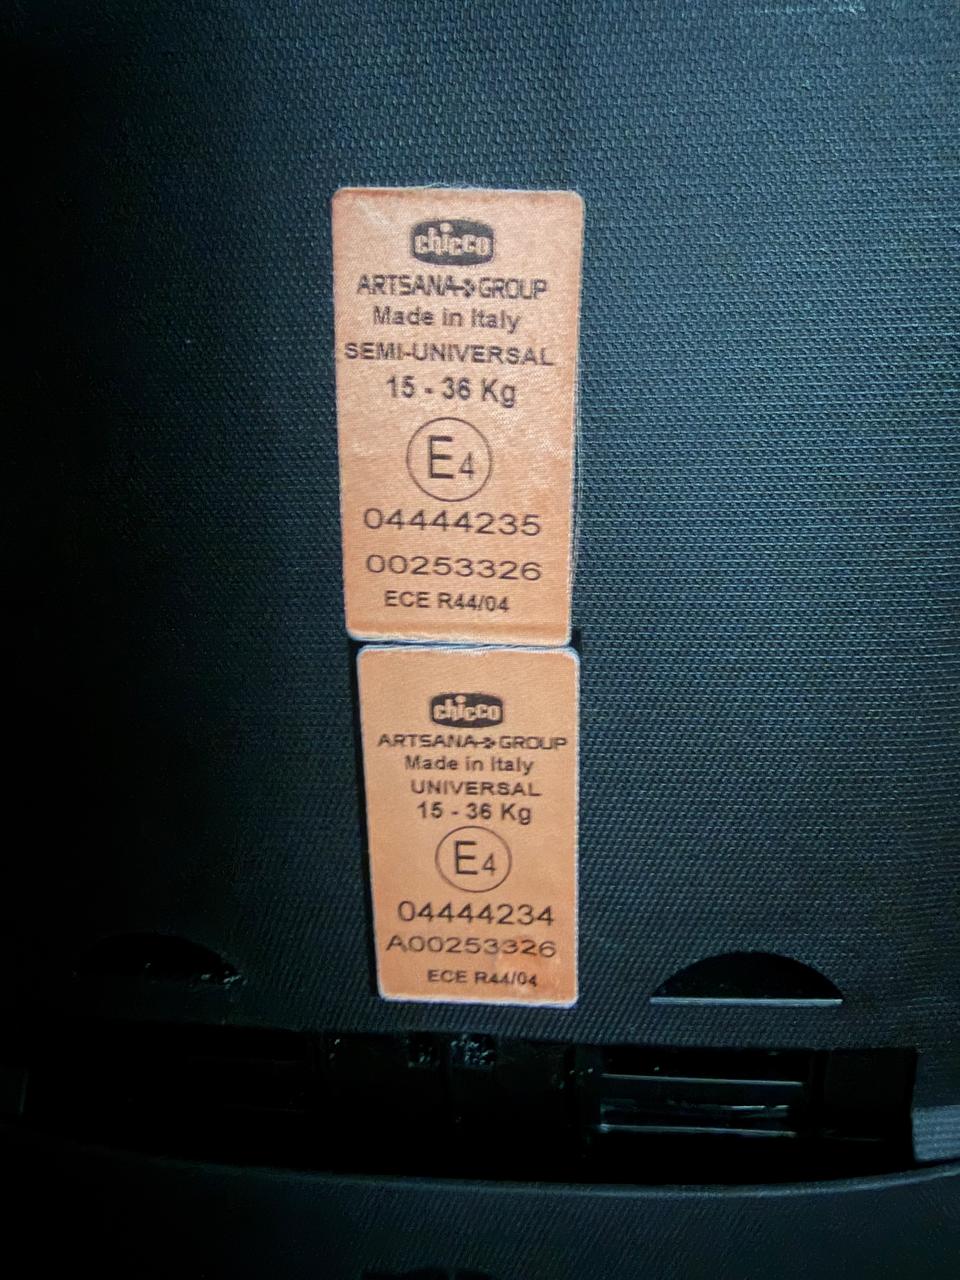 chicco
ARTSANA GROUP
Made in Italy
SEMI-UNIVERSAL
15 - 36 Kg
E4
04444235
00253326
ECE R44/04
chicco
ARTSANA GROUP
Made in Italy
UNIVERSAL
15 - 36 Kg
E4
04444234
A00253326
ECE R44/04